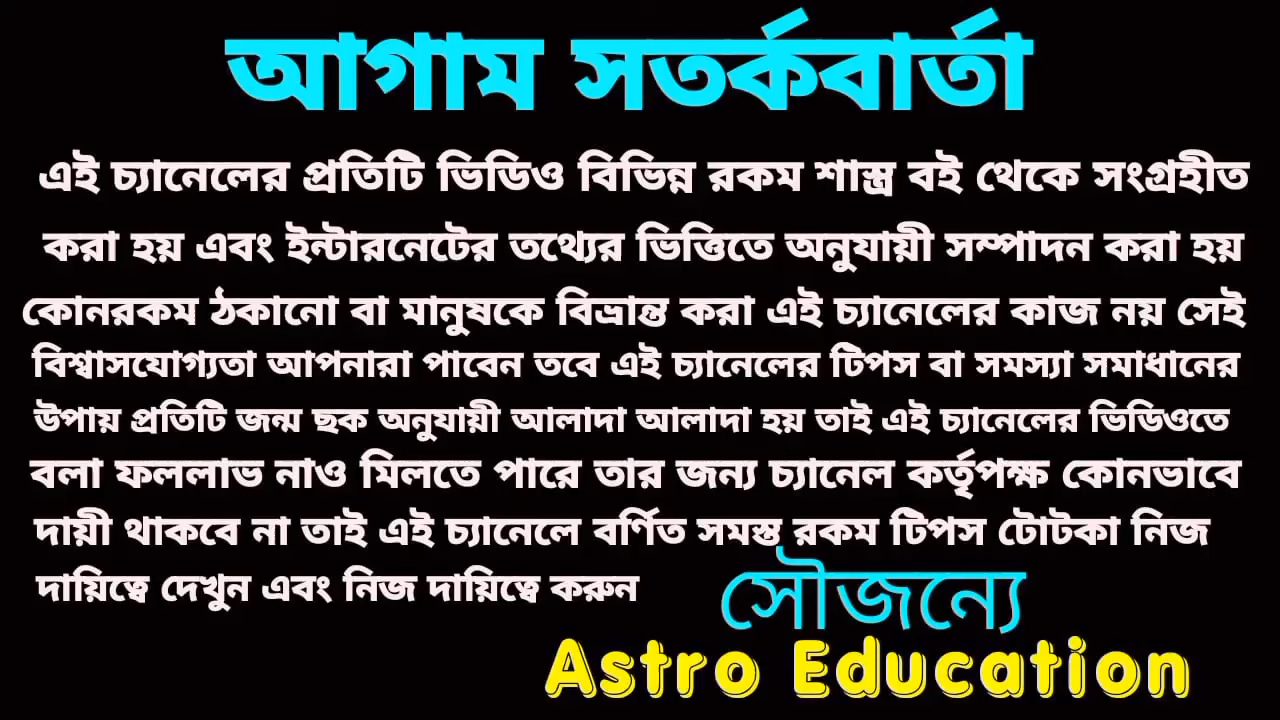 আগাম সতর্কবার্তা
এই চ্যানেলের প্রতিটি ভিডিও বিভিন্ন রকম শাস্ত্র বই থেকে সংগ্রহীত
করা হয় এবং ইন্টারনেটের তথ্যের ভিত্তিতে অনুযায়ী সম্পাদন করা হয়
কোনরকম ঠকানো বা মানুষকে বিভ্রান্ত করা এই চ্যানেলের কাজ নয় সেই
বিশ্বাসযোগ্যতা আপনারা পাবেন তবে এই চ্যানেলের টিপস বা সমস্যা সমাধানের
উপায় প্রতিটি জন্ম ছক অনুযায়ী আলাদা আলাদা হয় তাই এই চ্যানেলের ভিডিওতে
বলা ফললাভ নাও মিলতে পারে তার জন্য চ্যানেল কর্তৃপক্ষ কোনভাবে
দায়ী থাকবে না তাই এই চ্যানেলে বর্ণিত সমস্ত রকম টিপস টোটকা নিজ
দায়িত্বে দেখুন এবং নিজ দায়িত্বে করুন
সৌজন্যে
Astro Education